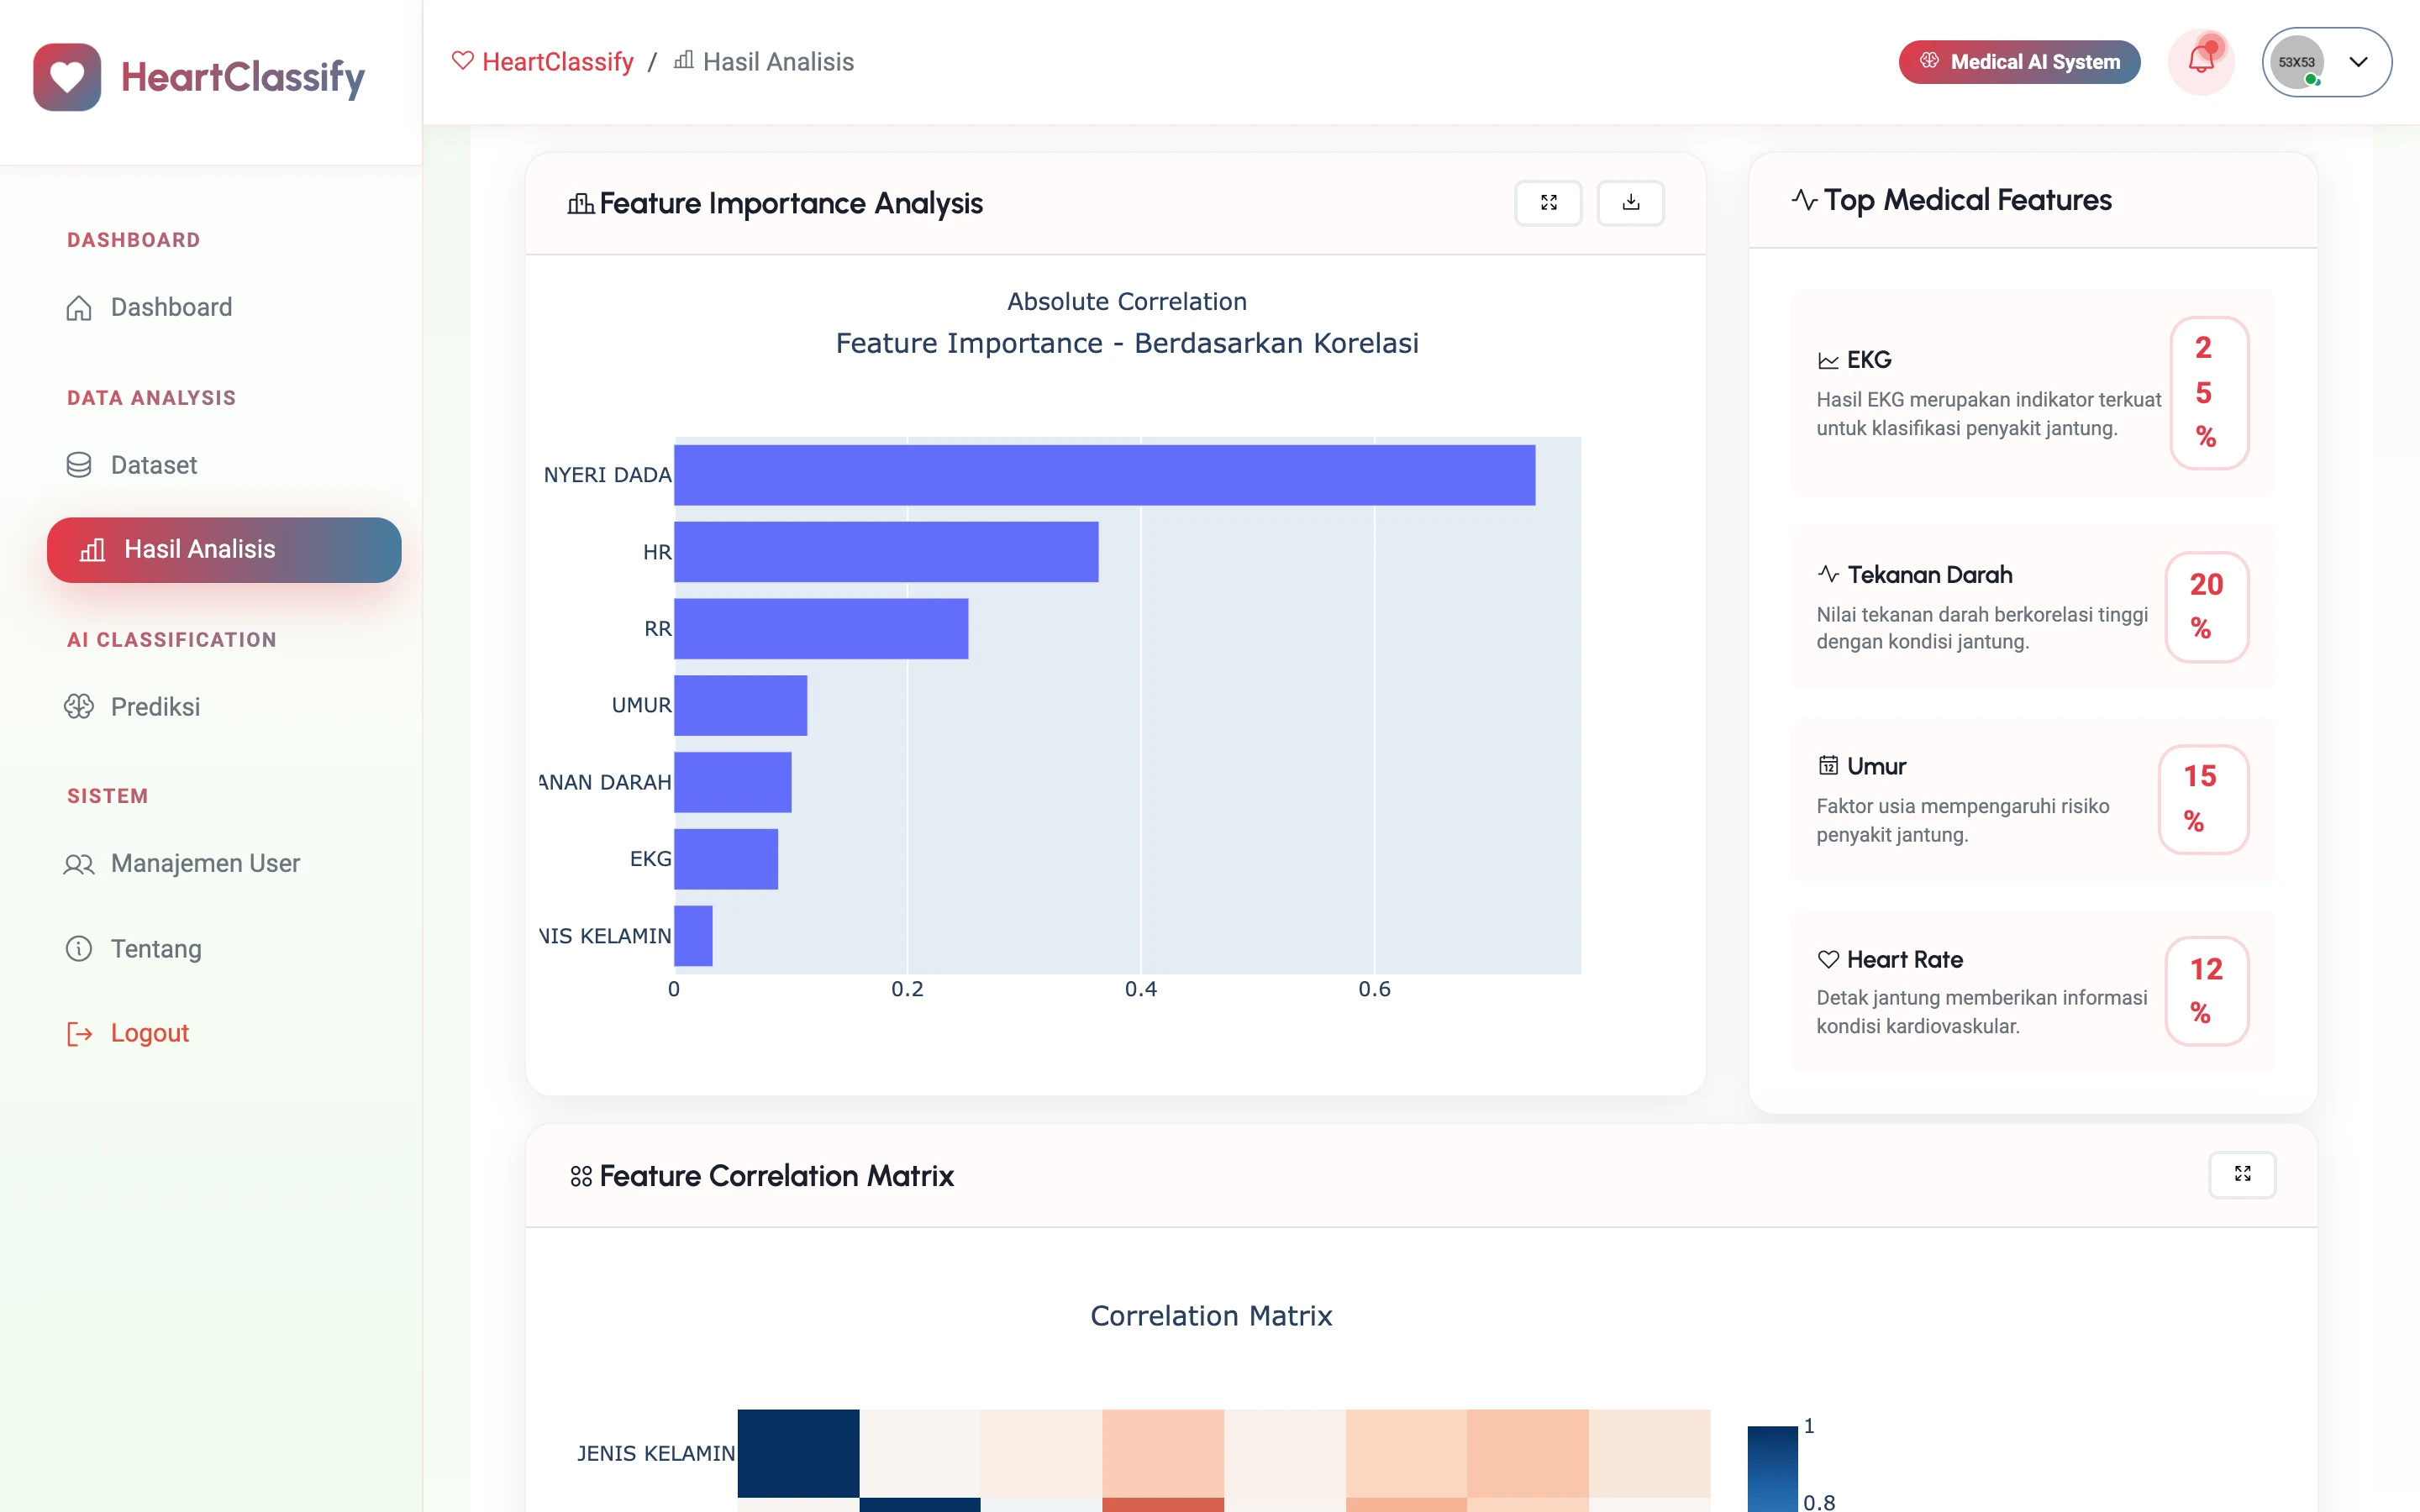 HeartClassify
HeartClassify / Hasil Analisis
Medical AI System
53X53
DASHBOARD
Dashboard
DATA ANALYSIS
Dataset
Hasil Analisis
AI CLASSIFICATION
Prediksi
SISTEM
Manajemen User
Tentang
Logout
Feature Importance Analysis
Absolute Correlation
Feature Importance - Berdasarkan Korelasi
NYERI DADA
HR
RR
UMUR
ANAN DARAH
EKG
NIS KELAMIN
0 0.2 0.4 0.6
Top Medical Features
EKG
Hasil EKG merupakan indikator terkuat
untuk klasifikasi penyakit jantung.
2
5
%
Tekanan Darah
Nilai tekanan darah berkorelasi tinggi
dengan kondisi jantung.
20
%
12
Umur
Faktor usia mempengaruhi risiko
penyakit jantung.
15
%
Heart Rate
Detak jantung memberikan informasi
kondisi kardiovaskular.
12
%
Feature Correlation Matrix
Correlation Matrix
JENIS KELAMIN
1
0.8